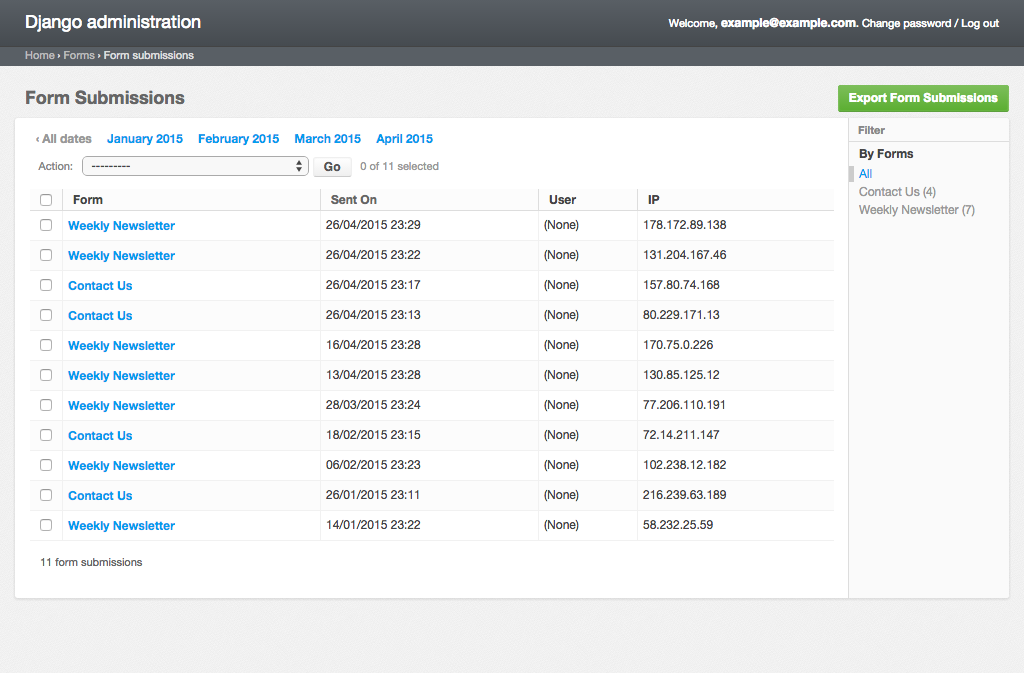 Django administration
Welcome, example@example.com. Change password / Log out
Home › Forms › Form submissions
Form Submissions
Export Form Submissions
‹ All dates January 2015 February 2015 March 2015 April 2015
Action: --------- Go 0 of 11 selected
Form Sent On User IP
Weekly Newsletter 26/04/2015 23:29 (None) 178.172.89.138
Weekly Newsletter 26/04/2015 23:22 (None) 131.204.167.46
Contact Us 26/04/2015 23:17 (None) 157.80.74.168
Contact Us 26/04/2015 23:13 (None) 80.229.171.13
Weekly Newsletter 16/04/2015 23:28 (None) 170.75.0.226
Weekly Newsletter 13/04/2015 23:28 (None) 130.85.125.12
Weekly Newsletter 28/03/2015 23:24 (None) 77.206.110.191
Contact Us 18/02/2015 23:15 (None) 72.14.211.147
Weekly Newsletter 06/02/2015 23:23 (None) 102.238.12.182
Contact Us 26/01/2015 23:11 (None) 216.239.63.189
Weekly Newsletter 14/01/2015 23:22 (None) 58.232.25.59
11 form submissions
Filter
By Forms
All
Contact Us (4)
Weekly Newsletter (7)